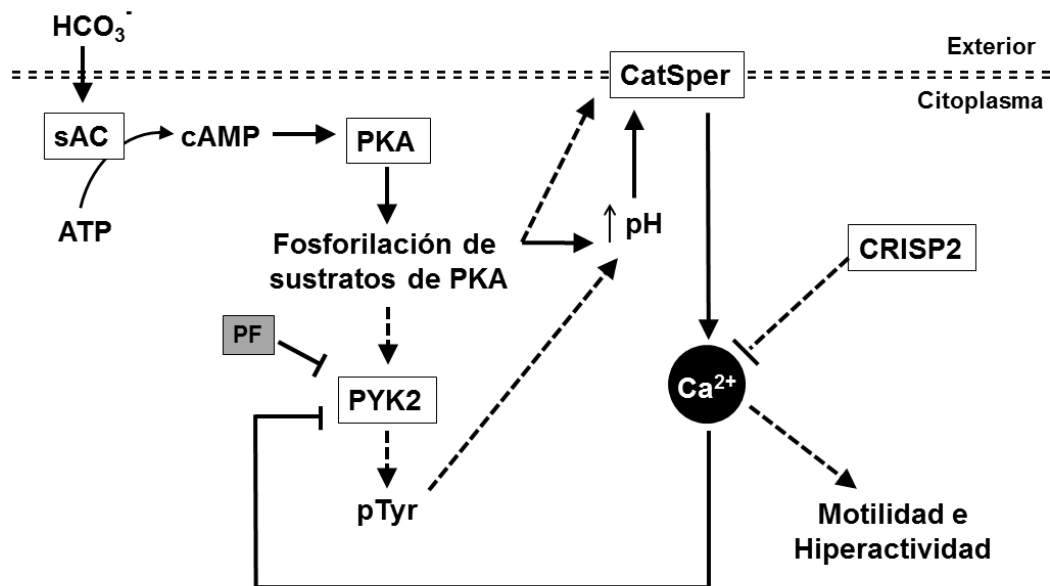 HCO₃⁻
Exterior
CatSper
Citoplasma
sAC
cAMP
PKA
ATP
↑ pH
Fosforilación de
sustratos de PKA
CRISP2
PF
PYK2
Ca²⁺
pTyr
Motilidad e
Hiperactividad